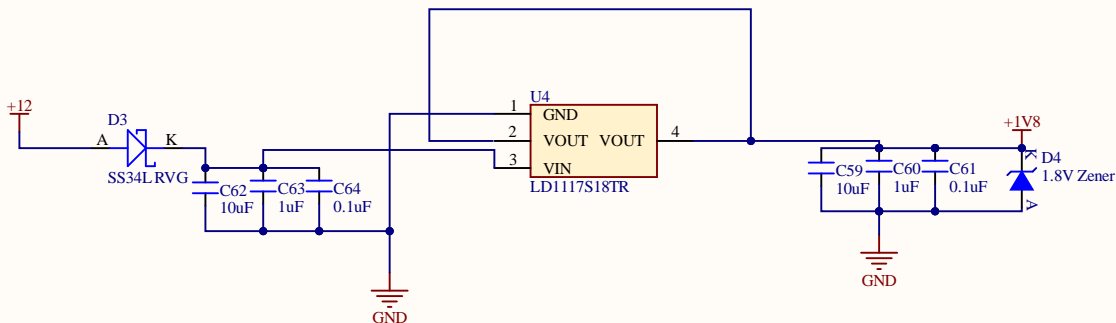 +12
D3
A
K
SS34L RVG
C62
10uF
C63
1uF
C64
0.1uF
GND
U4
1
GND
2
VOUT
VOUT
4
3
VIN
LD1117S18TR
+1V8
C59
10uF
C60
1uF
C61
0.1uF
K
D4
1.8V Zener
A
GND